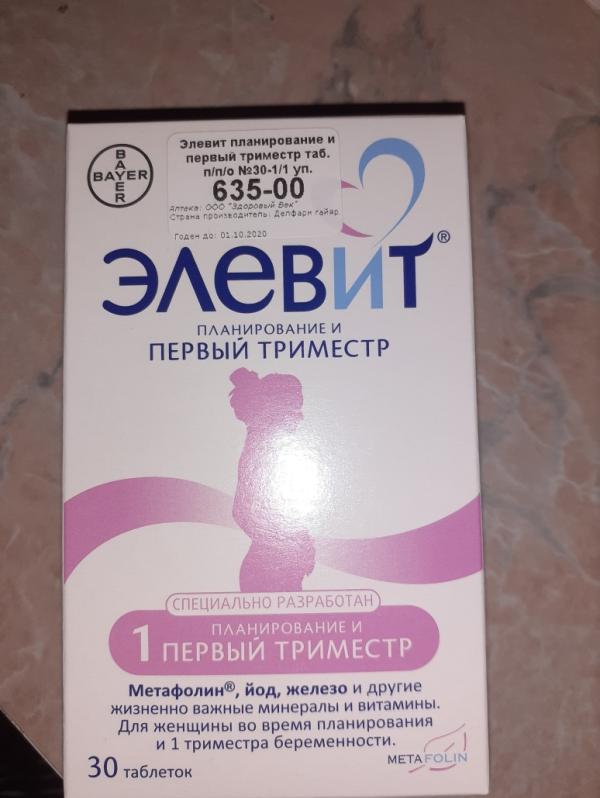 BAYER
BAYER
Элевит планирование и
первый триместр таб.
п/п/о №30-1/1 уп.
635-00
Аптека: ООО "Здоровый Век"
Страна производитель: Делфарм Гайяр
Годен до: 01.10.2020
элевит®
ПЛАНИРОВАНИЕ И
ПЕРВЫЙ ТРИМЕСТР
СПЕЦИАЛЬНО РАЗРАБОТАН
1 ПЛАНИРОВАНИЕ И
ПЕРВЫЙ ТРИМЕСТР
Метафолин®, йод, железо и другие
жизненно важные минералы и витамины.
Для женщины во время планирования
и 1 триместра беременности.
30 таблеток
METAFOLIN